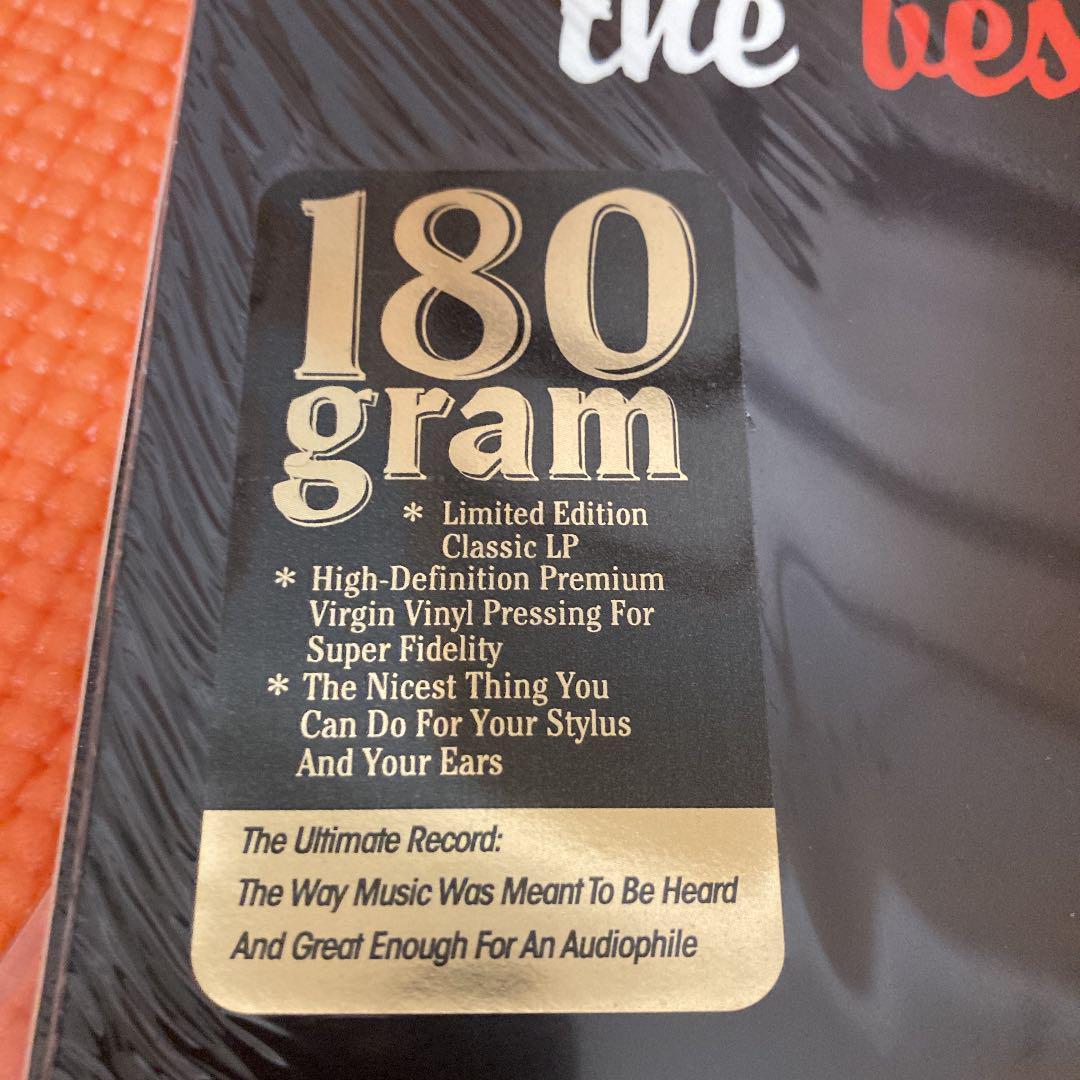 the
180
gram
* Limited Edition
Classic LP
* High-Definition Premium
Virgin Vinyl Pressing For
Super Fidelity
* The Nicest Thing You
Can Do For Your Stylus
And Your Ears
The Ultimate Record:
The Way Music Was Meant To Be Heard
And Great Enough For An Audiophile